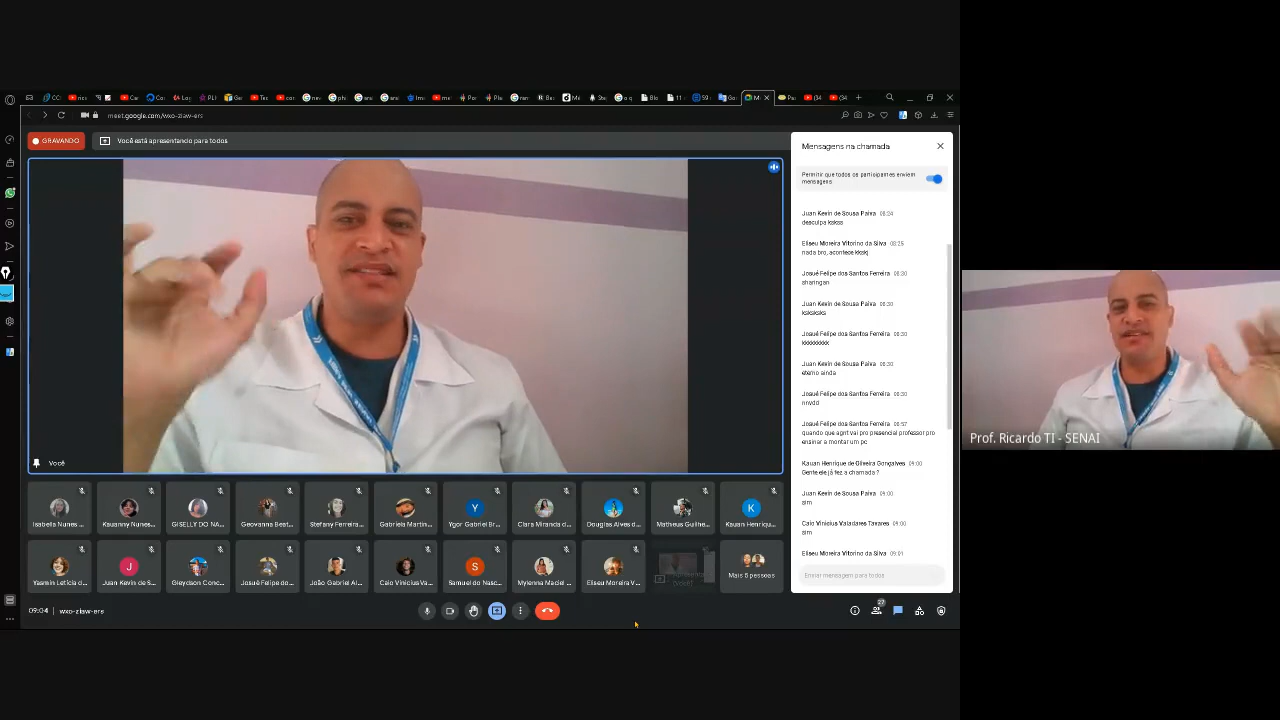 meet.google.com/wxo-ziaw-ers
GRAVANDO
Você está apresentando para todos
Você
Mensagens na chamada
Permitir que todos os participantes enviem
mensagens
Juan Kevin de Sousa Paiva 08:24
desculpa kskss
Eliseu Moreira Vitorino da Silva 08:25
nada bro, acontece kkskj
Josué Felipe dos Santos Ferreira 08:30
sharingan
Juan Kevin de Sousa Paiva 08:30
ksksksks
Josué Felipe dos Santos Ferreira 08:30
kkkkkkkkk
Juan Kevin de Sousa Paiva 08:30
eterno ainda
Josué Felipe dos Santos Ferreira 08:30
nnvdd
Josué Felipe dos Santos Ferreira 08:57
quando que agnt vai pro presencial professor pro
ensinar a montar um pc
Kauan Henrique de Oliveira Gonçalves 09:00
Gente ele já fez a chamada ?
Juan Kevin de Sousa Paiva 09:00
sim
Caio Vinicius Valadares Tavares 09:00
sim
Eliseu Moreira Vitorino da Silva 09:01
Enviar mensagem para todos
Isabella Nunes ...
Kauanny Nunes...
GISELLY DO NA...
Geovanna Beat...
Stefany Ferreira...
Gabriela Martin...
Ygor Gabriel Br...
Clara Miranda d...
Douglas Alves d...
Matheus Guilhe...
Kauan Henriqu...
Yasmin Letícia d...
Juan Kevin de S...
Gleydson Conc...
Josué Felipe do...
João Gabriel Al...
Caio Vinicius Va...
Samuel do Nasc...
Mylenna Maciel ...
Eliseu Moreira V...
Mais 8 pessoas
09:04 wxo-ziaw-ers
27
Prof. Ricardo TI - SENAI